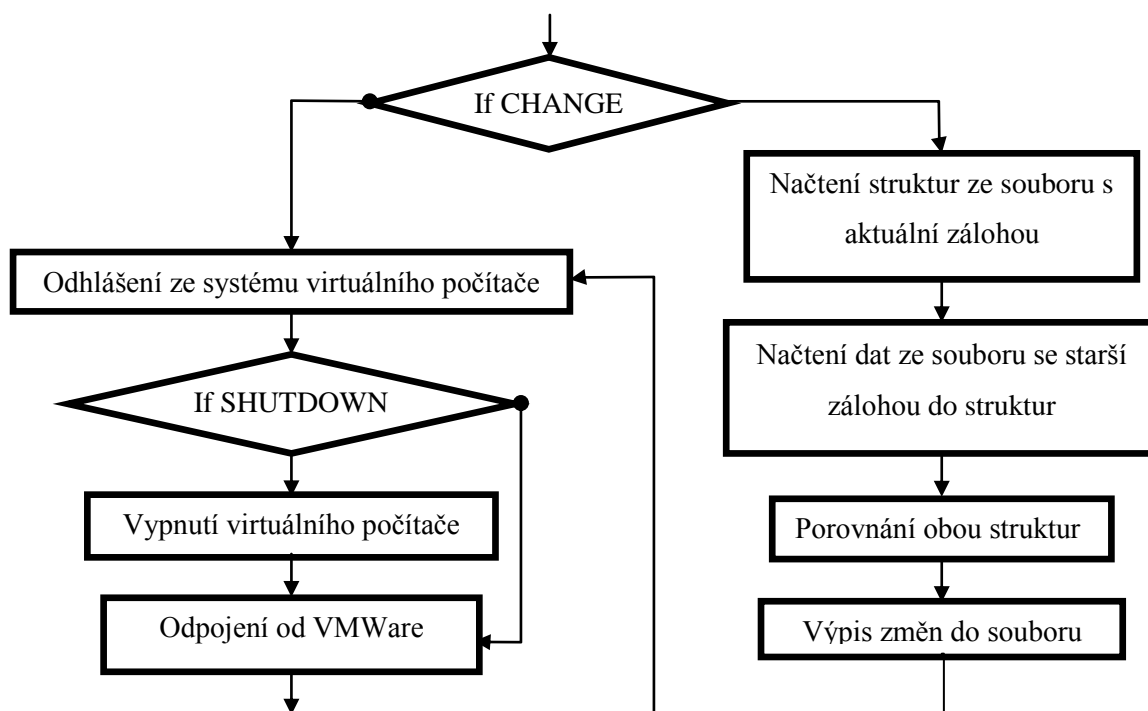 If CHANGE
Načtení struktur ze souboru s
aktuální zálohou
Odhlášení ze systému virtuálního počítače
Načtení dat ze souboru se starší
zálohou do struktur
If SHUTDOWN
Vypnutí virtuálního počítače
Porovnání obou struktur
Odpojení od VMWare
Výpis změn do souboru